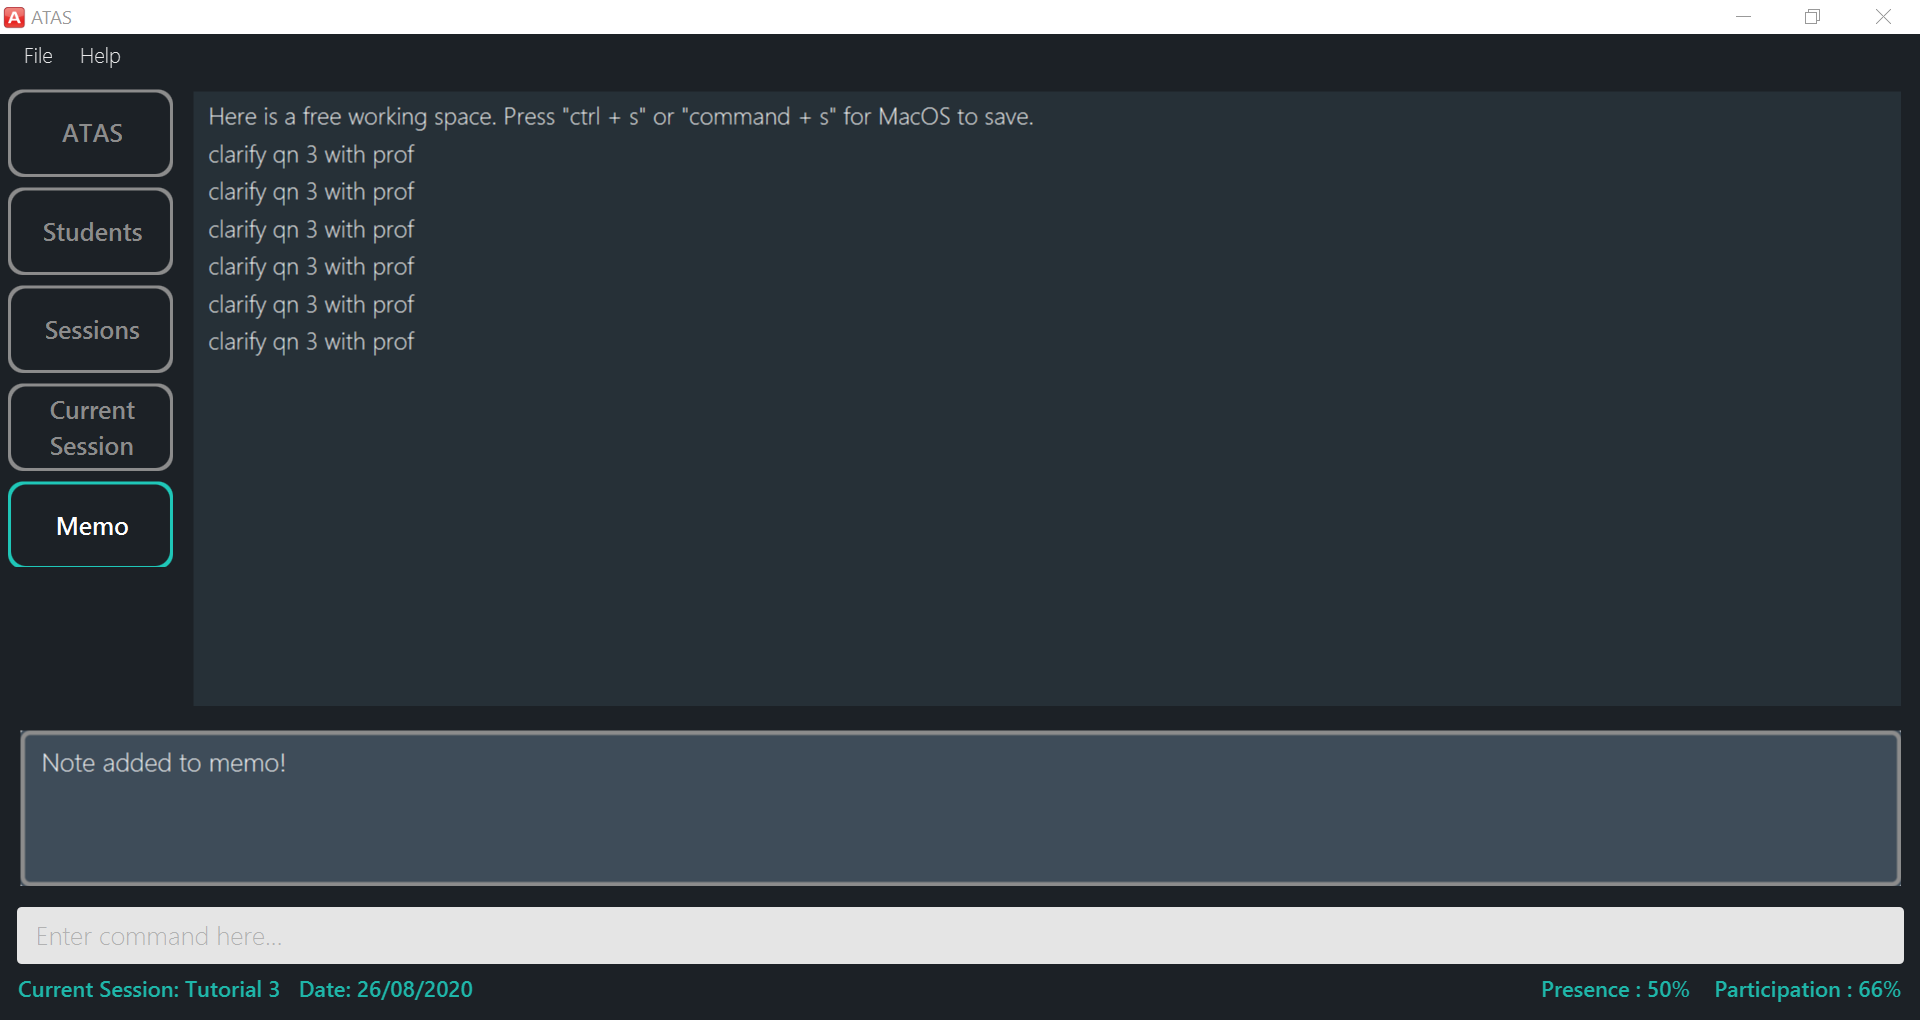 A ATAS
File Help
ATAS
Students
Sessions
Current
Session
Memo
Here is a free working space. Press "ctrl + s" or "command + s" for MacOS to save.
clarify qn 3 with prof
clarify qn 3 with prof
clarify qn 3 with prof
clarify qn 3 with prof
clarify qn 3 with prof
clarify qn 3 with prof
Note added to memo!
Enter command here...
Current Session: Tutorial 3 Date: 26/08/2020 Presence : 50% Participation : 66%